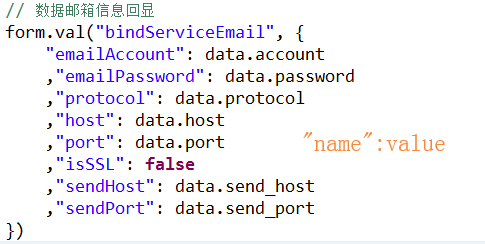 // 数据邮箱信息回显
form.val("bindServiceEmail", {
"emailAccount": data.account
,"emailPassword": data.password
,"protocol": data.protocol
,"host": data.host
,"port": data.port
"name":value
,"isSSL": false
,"sendHost": data.send_host
,"sendPort": data.send_port
})